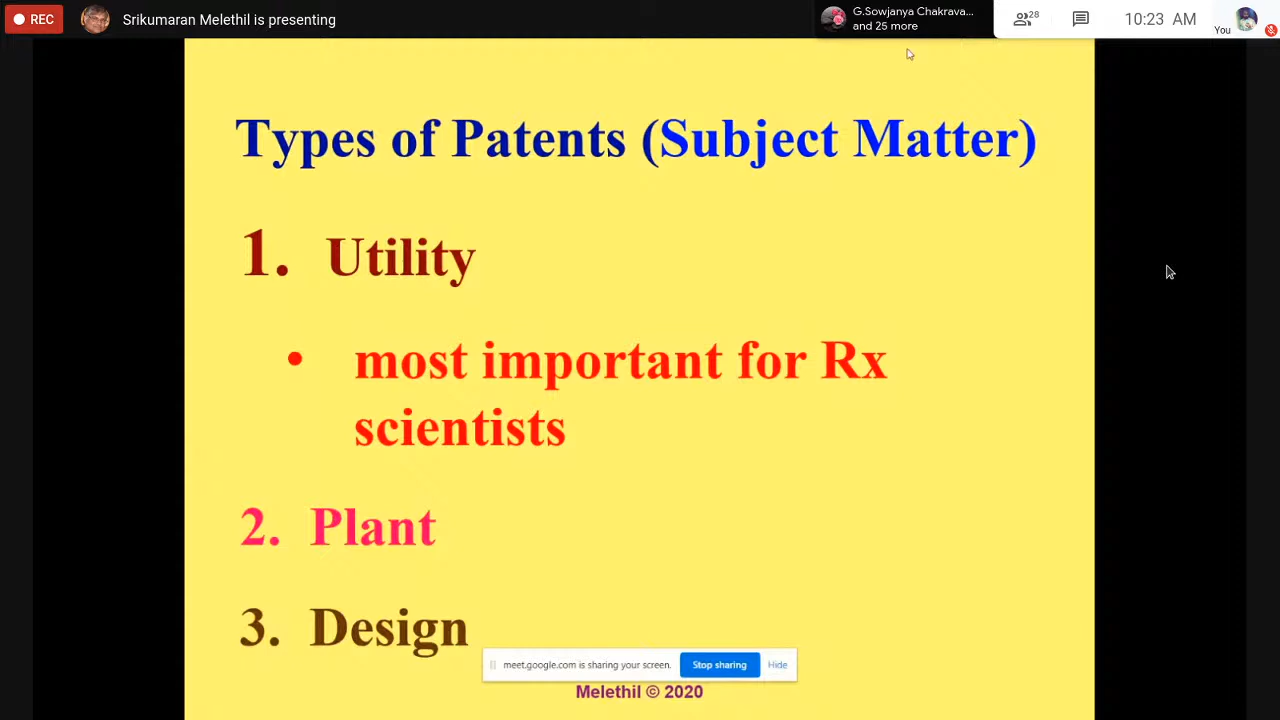 REC
Srikumaran Melethil is presenting
G.Sowjanya Chakrava...
and 25 more
28
10:23 AM
You
Types of Patents (Subject Matter)
1. Utility
• most important for Rx
scientists
2. Plant
3. Design
meet.google.com is sharing your screen.
Stop sharing
Hide
Melethil © 2020